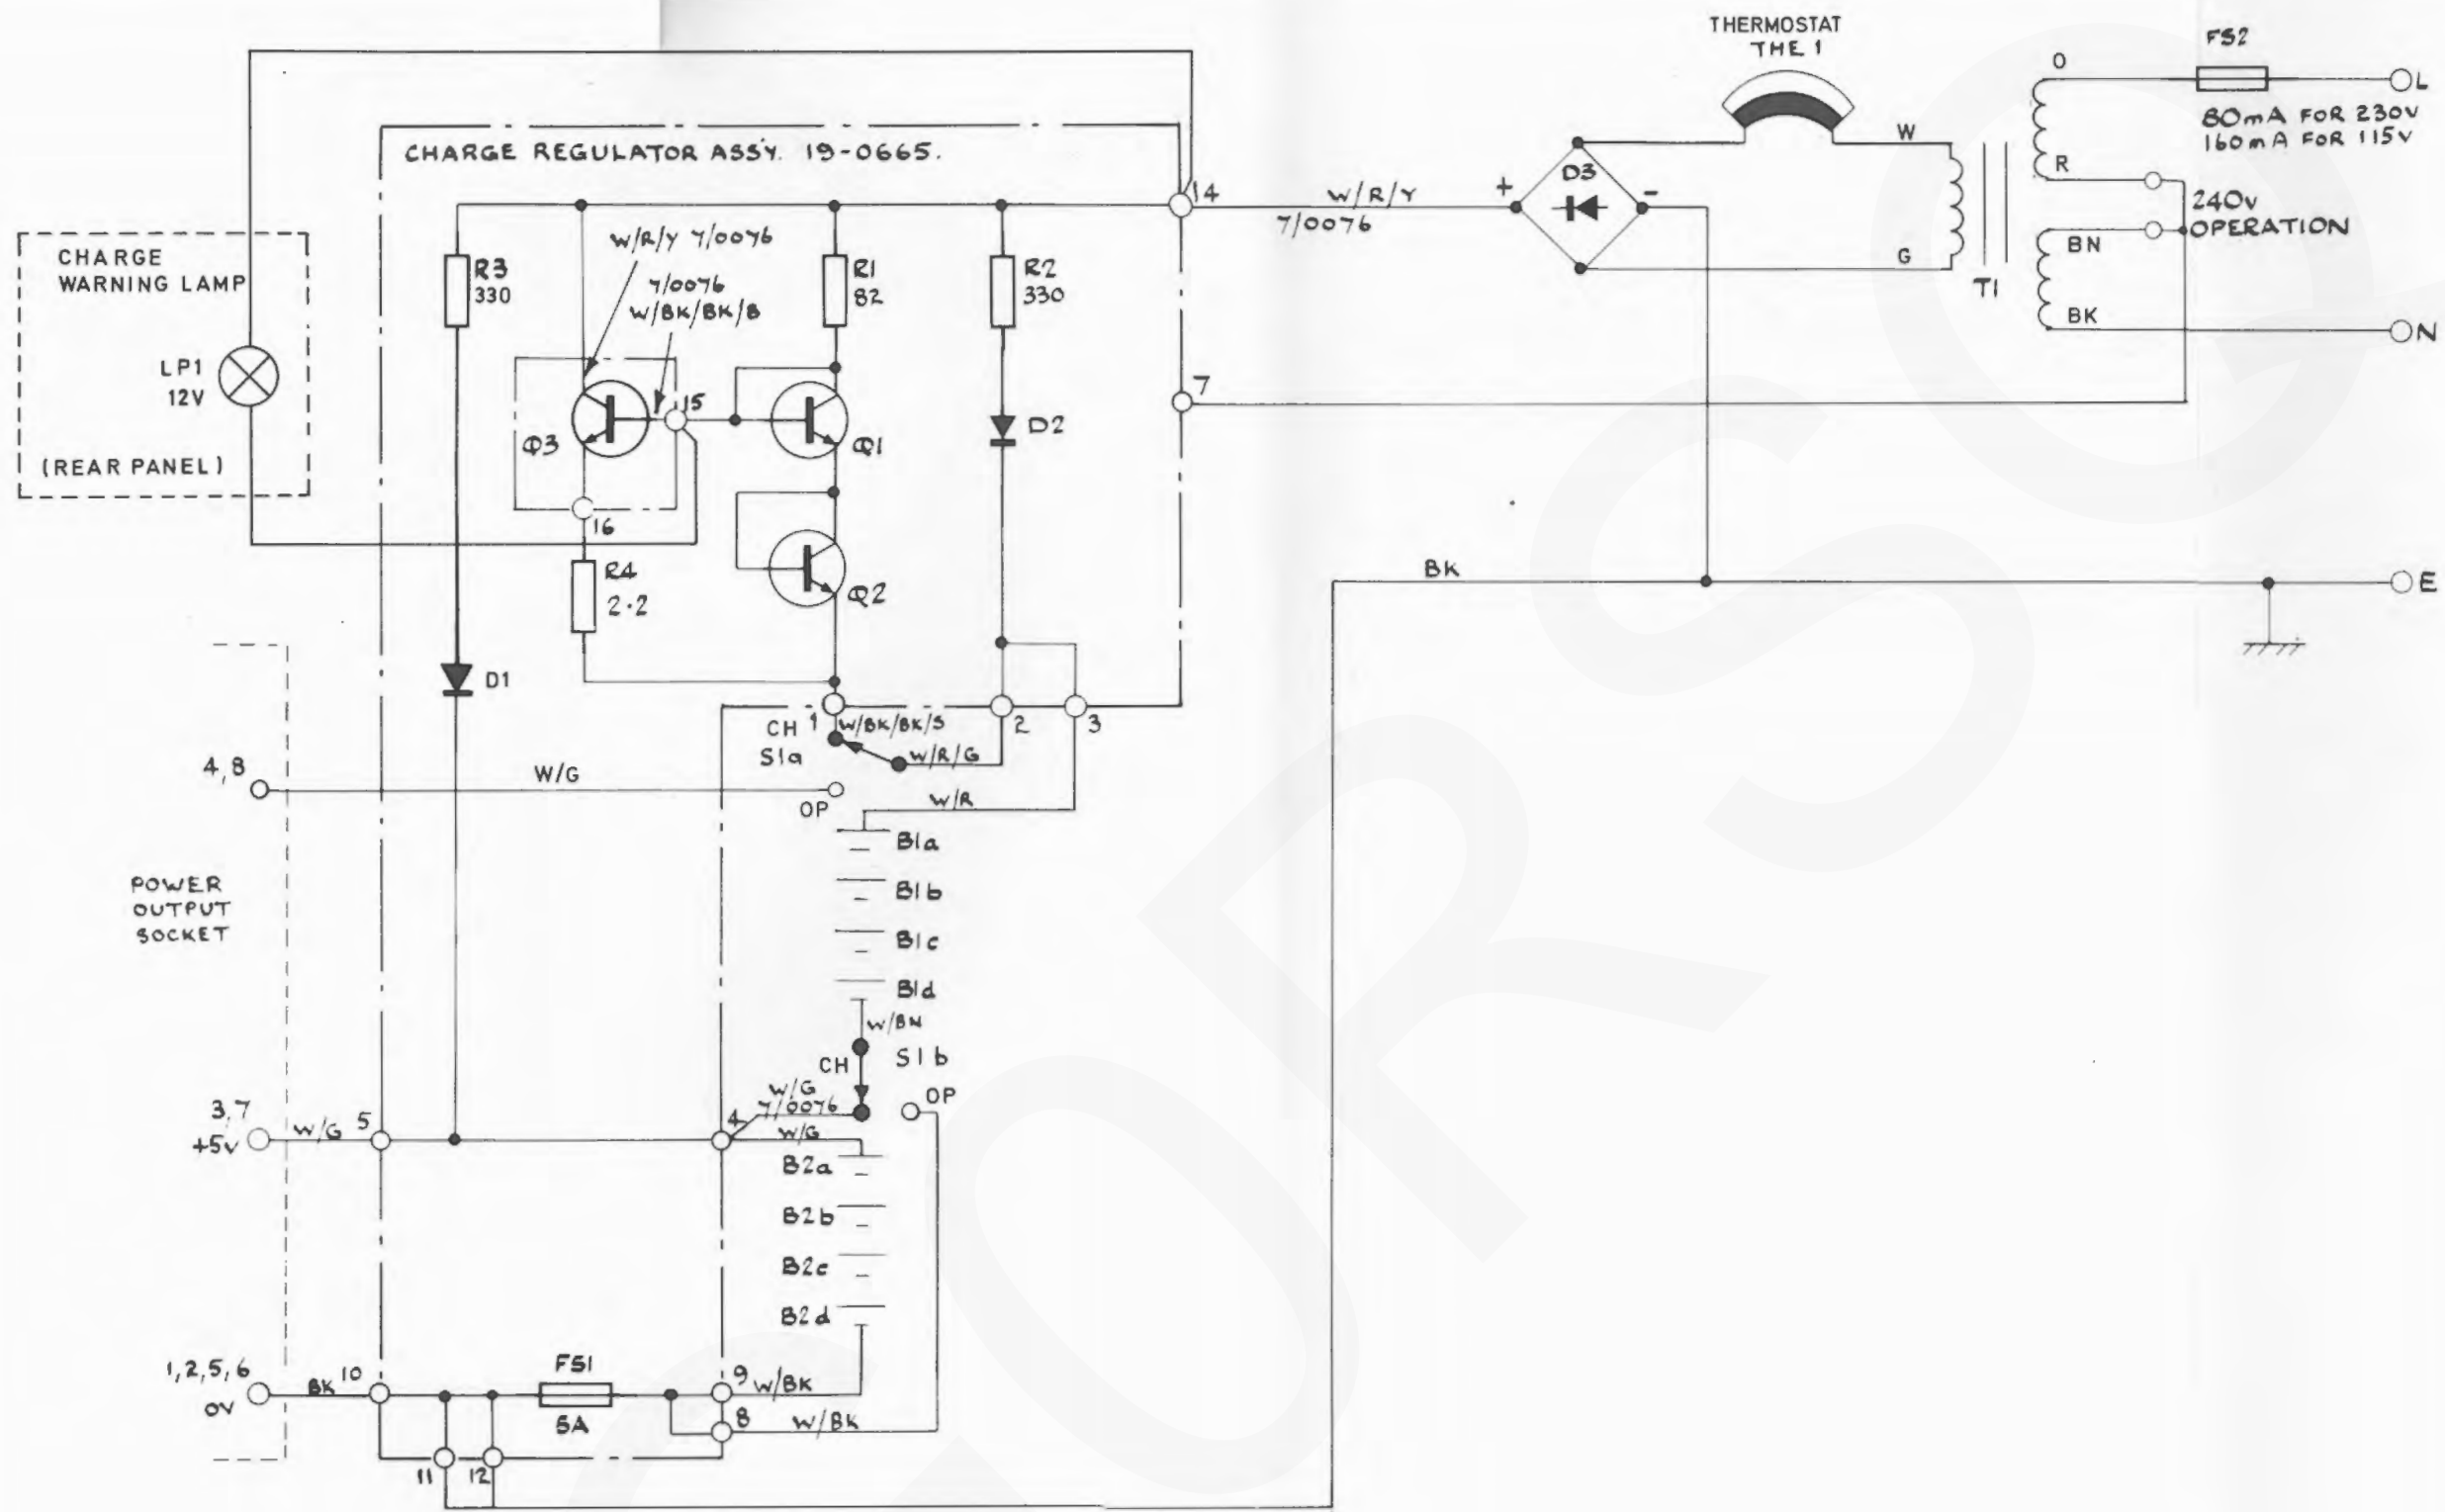 THERMOSTAT
THE 1
FS2
O
L
80mA FOR 230V
160mA FOR 115V
W
R
CHARGE REGULATOR ASSY. 19-0665.
D3
14
W/R/Y
7/0076
+
-
240V
OPERATION
BN
G
T1
BK
N
CHARGE
WARNING LAMP
W/R/Y 7/0076
7/0076
W/BK/BK/B
R3
330
R1
82
R2
330
LP1
12V
7
15
D2
Q3
Q1
(REAR PANEL)
16
R4
2.2
Q2
BK
E
D1
CH
1
W/BK/BK/S
2
3
S1a
W/R/G
4,8
W/G
OP
W/R
B1a
POWER
OUTPUT
SOCKET
B1b
B1c
B1d
W/BN
CH
S1b
W/G
7/0076
OP
3,7
+5V
W/G
5
4
W/G
B2a
B2b
B2c
B2d
1,2,5,6
0V
BK
10
FS1
5A
9
W/BK
8
W/BK
11
12
CORSQ